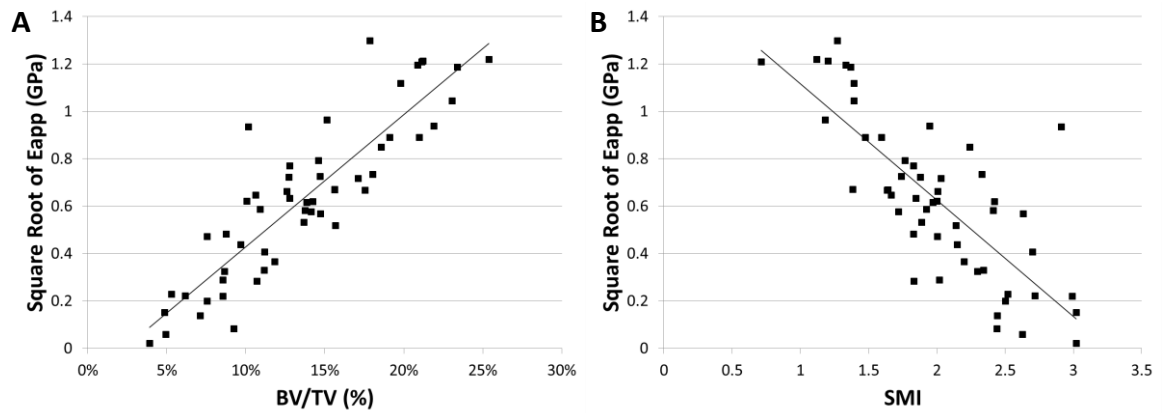 A
Square Root of Eapp (GPa)
1.4
1.2
1
0.8
0.6
0.4
0.2
0
0% 5% 10% 15% 20% 25% 30%
BV/TV (%)
B
Square Root of Eapp (GPa)
1.4
1.2
1
0.8
0.6
0.4
0.2
0
0 0.5 1 1.5 2 2.5 3 3.5
SMI